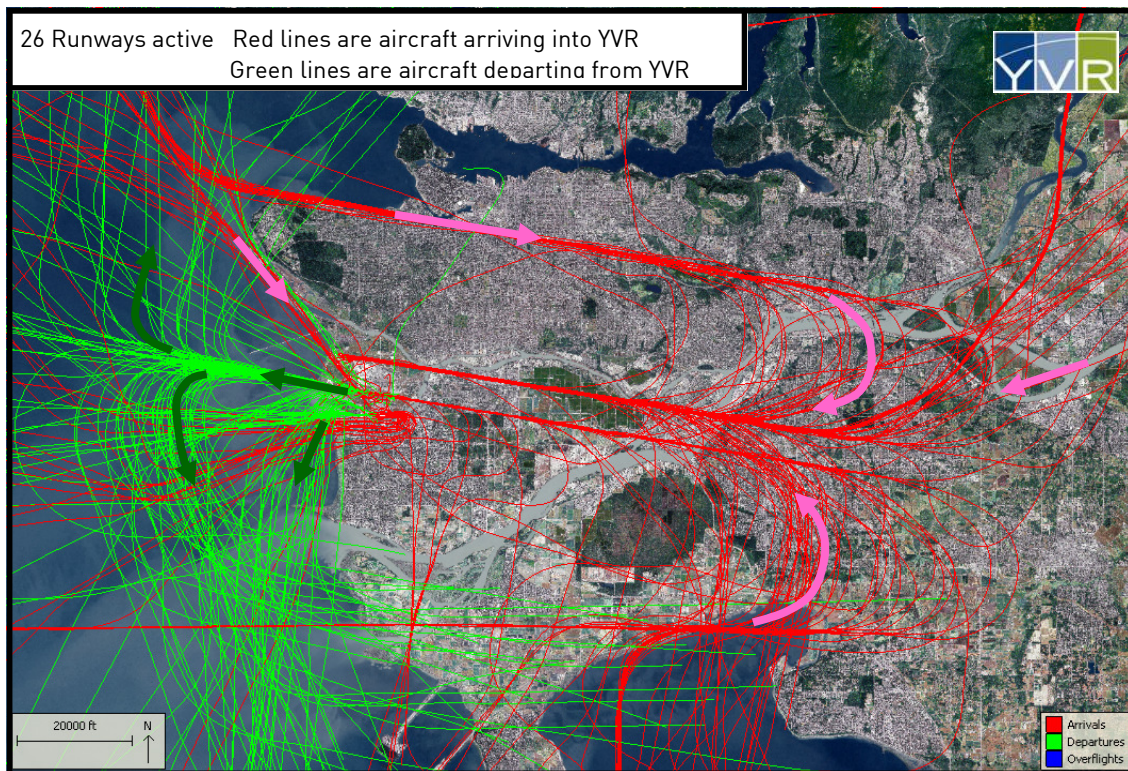 26 Runways active Red lines are aircraft arriving into YVR
Green lines are aircraft departing from YVR
YVR
20000 ft N
Arrivals
Departures
Overflights